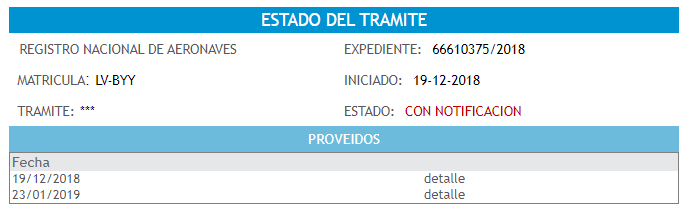 ESTADO DEL TRAMITE
REGISTRO NACIONAL DE AERONAVES EXPEDIENTE: 66610375/2018
MATRICULA: LV-BYY INICIADO: 19-12-2018
TRAMITE: *** ESTADO: CON NOTIFICACION
PROVEIDOS
Fecha
19/12/2018 detalle
23/01/2019 detalle